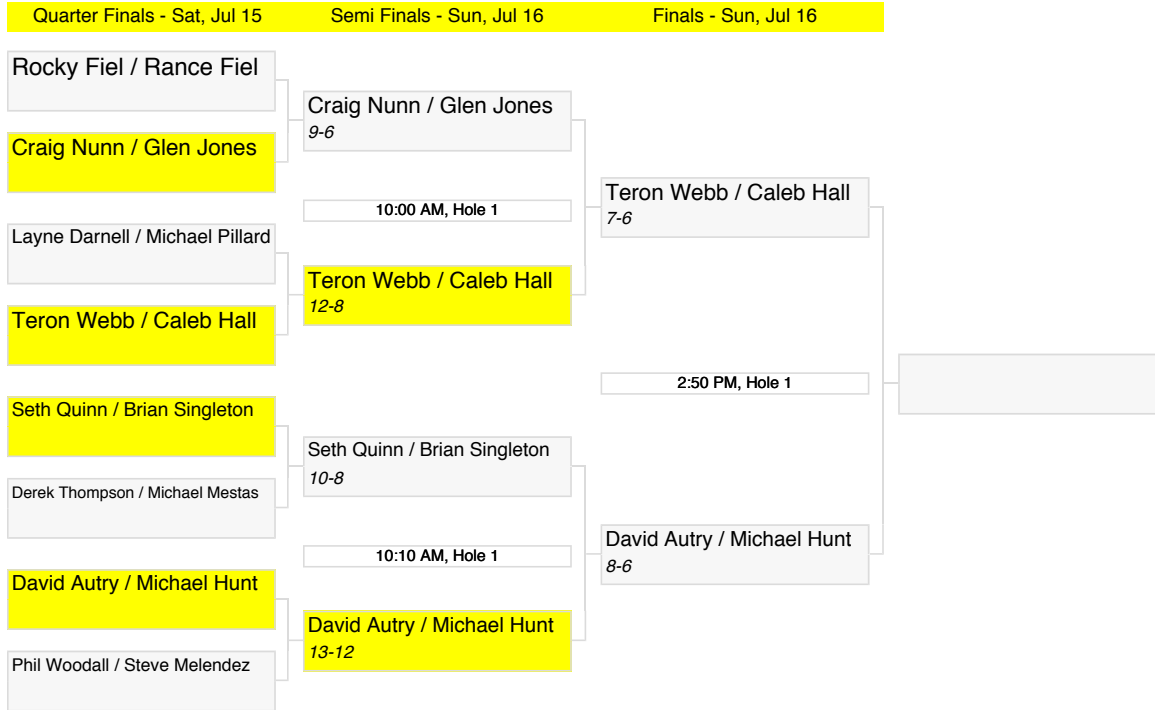 Quarter Finals - Sat, Jul 15
Semi Finals - Sun, Jul 16
Finals - Sun, Jul 16
Rocky Fiel / Rance Fiel
Craig Nunn / Glen Jones
Layne Darnell / Michael Pillard
Teron Webb / Caleb Hall
Seth Quinn / Brian Singleton
Derek Thompson / Michael Mestas
David Autry / Michael Hunt
Phil Woodall / Steve Melendez
Craig Nunn / Glen Jones
9-6
10:00 AM, Hole 1
Teron Webb / Caleb Hall
12-8
Seth Quinn / Brian Singleton
10-8
10:10 AM, Hole 1
David Autry / Michael Hunt
13-12
Teron Webb / Caleb Hall
7-6
2:50 PM, Hole 1
David Autry / Michael Hunt
8-6